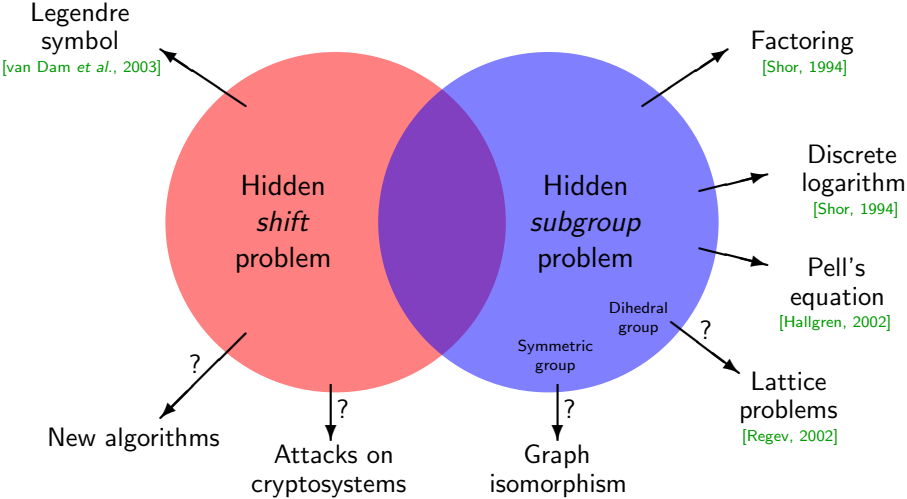 Legendre
symbol
[van Dam et al., 2003]
Factoring
[Shor, 1994]
Discrete
logarithm
[Shor, 1994]
Hidden
shift
problem
Hidden
subgroup
problem
Pell's
equation
[Hallgren, 2002]
Dihedral
group
?
Symmetric
group
?
Lattice
problems
[Regev, 2002]
New algorithms
?
Attacks on
cryptosystems
?
Graph
isomorphism